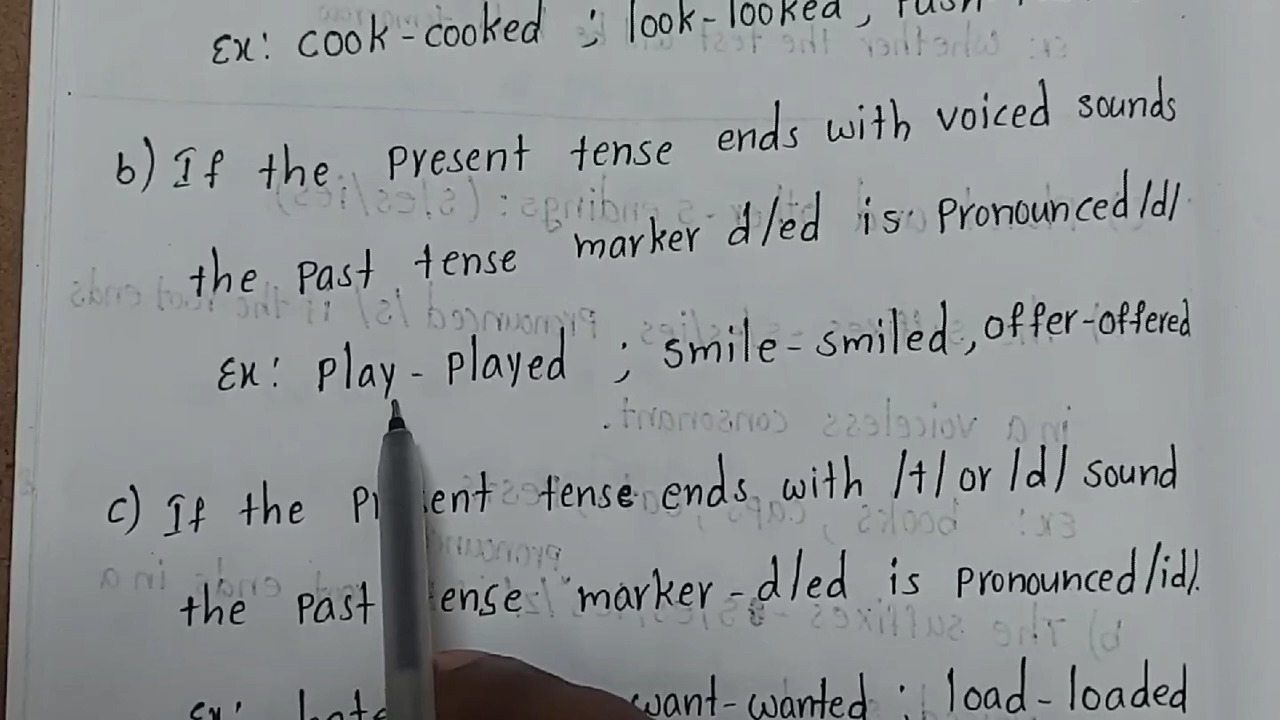 Ex: cook-cooked ; look-looked,
b) If the present tense ends with voiced sounds
the past tense marker d/ed is pronounced /d/
Ex: play - played ; smile - smiled, offer-offered
c) If the tense ends with /t/ or /d/ sound
the past marker - d/ed is pronounced /id/.
want-wanted ; load - loaded